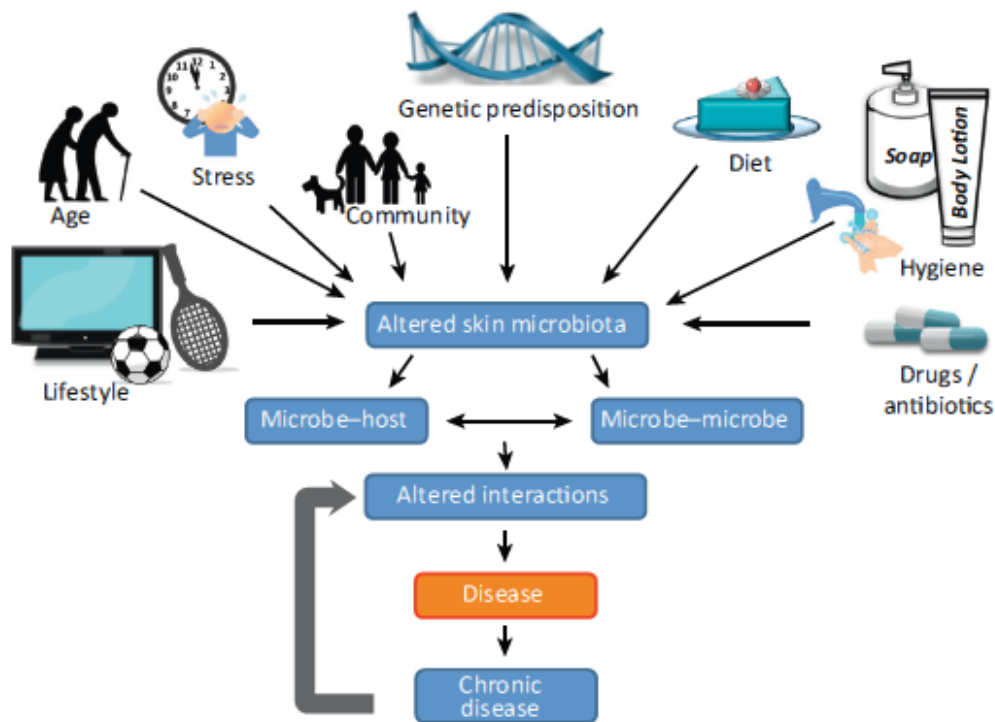 Genetic predisposition
Stress
Diet
Soap
Body Lotion
Age
Community
Hygiene
Lifestyle
Altered skin microbiota
Drugs /
antibiotics
Microbe–host
Microbe–microbe
Altered interactions
Disease
Chronic
disease